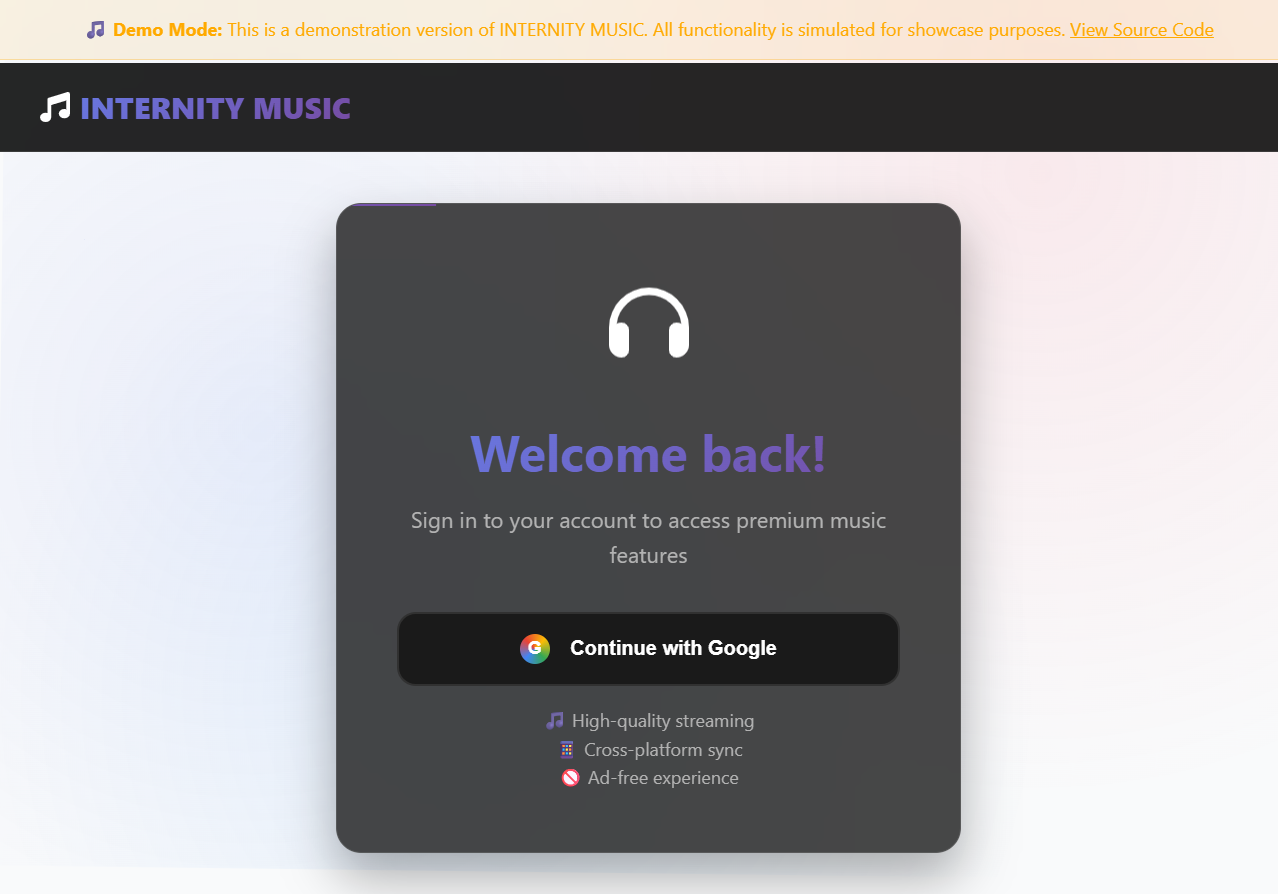 Demo Mode: This is a demonstration version of INTERNITY MUSIC. All functionality is simulated for showcase purposes. View Source Code
INTERNITY MUSIC
Welcome back!
Sign in to your account to access premium music
features
G Continue with Google
High-quality streaming
Cross-platform sync
Ad-free experience